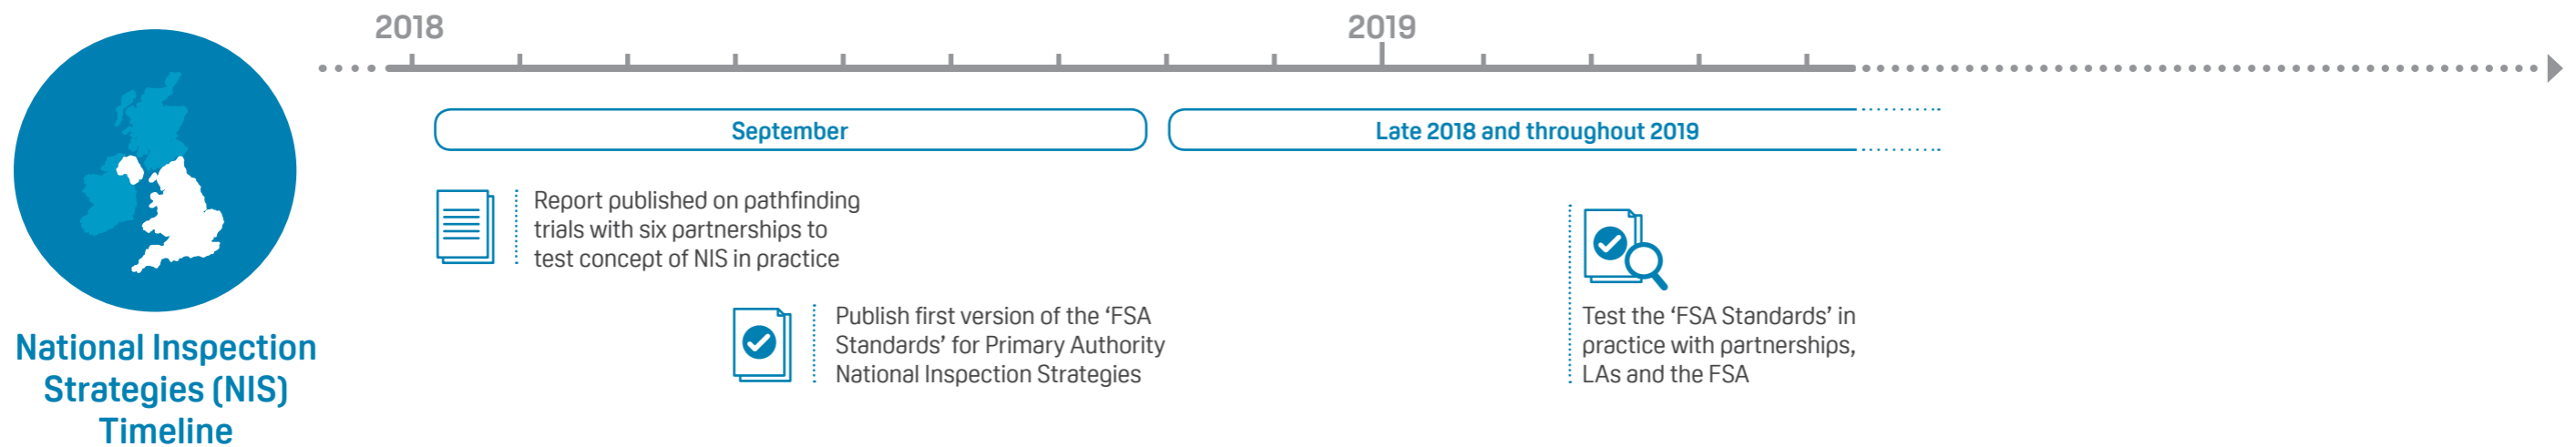 2018
2019
September
Late 2018 and throughout 2019
Report published on pathfinding
trials with six partnerships to
test concept of NIS in practice
Publish first version of the ‘FSA
Standards’ for Primary Authority
National Inspection Strategies
Test the ‘FSA Standards’ in
practice with partnerships,
LAs and the FSA
National Inspection
Strategies (NIS)
Timeline